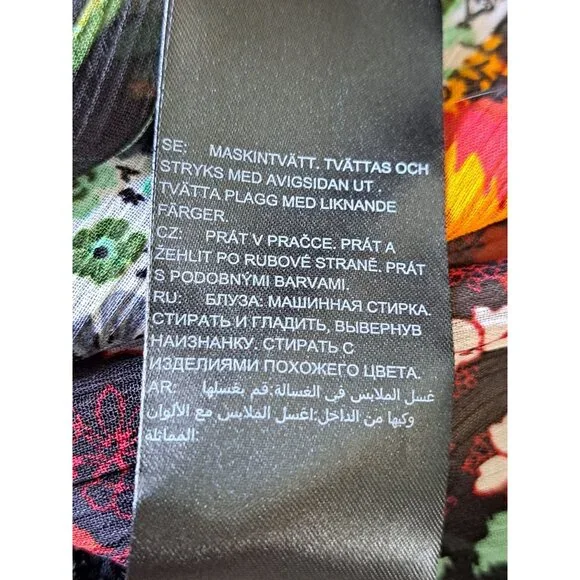 SE: MASKINTVÄTT. TVÄTTAS OCH
STRYKS MED AVIGSIDAN UT .
TVÄTTA PLAGG MED LIKNANDE
FÄRGER.
CZ: PRÁT V PRAČCE. PRÁT A
ŽEHLIT PO RUBOVÉ STRANĚ. PRÁT
S PODOBNÝMI BARVAMI.
RU: БЛУЗА: МАШИННАЯ СТИРКА.
СТИРАТЬ И ГЛАДИТЬ, ВЫВЕРНУВ
НАИЗНАНКУ. СТИРАТЬ С
ИЗДЕЛИЯМИ ПОХОЖЕГО ЦВЕТА.
AR: غسل الملابس في الغسالة: قم بغسلها
وكيها من الداخل:اغسل الملابس مع الألوان
المماثلة: